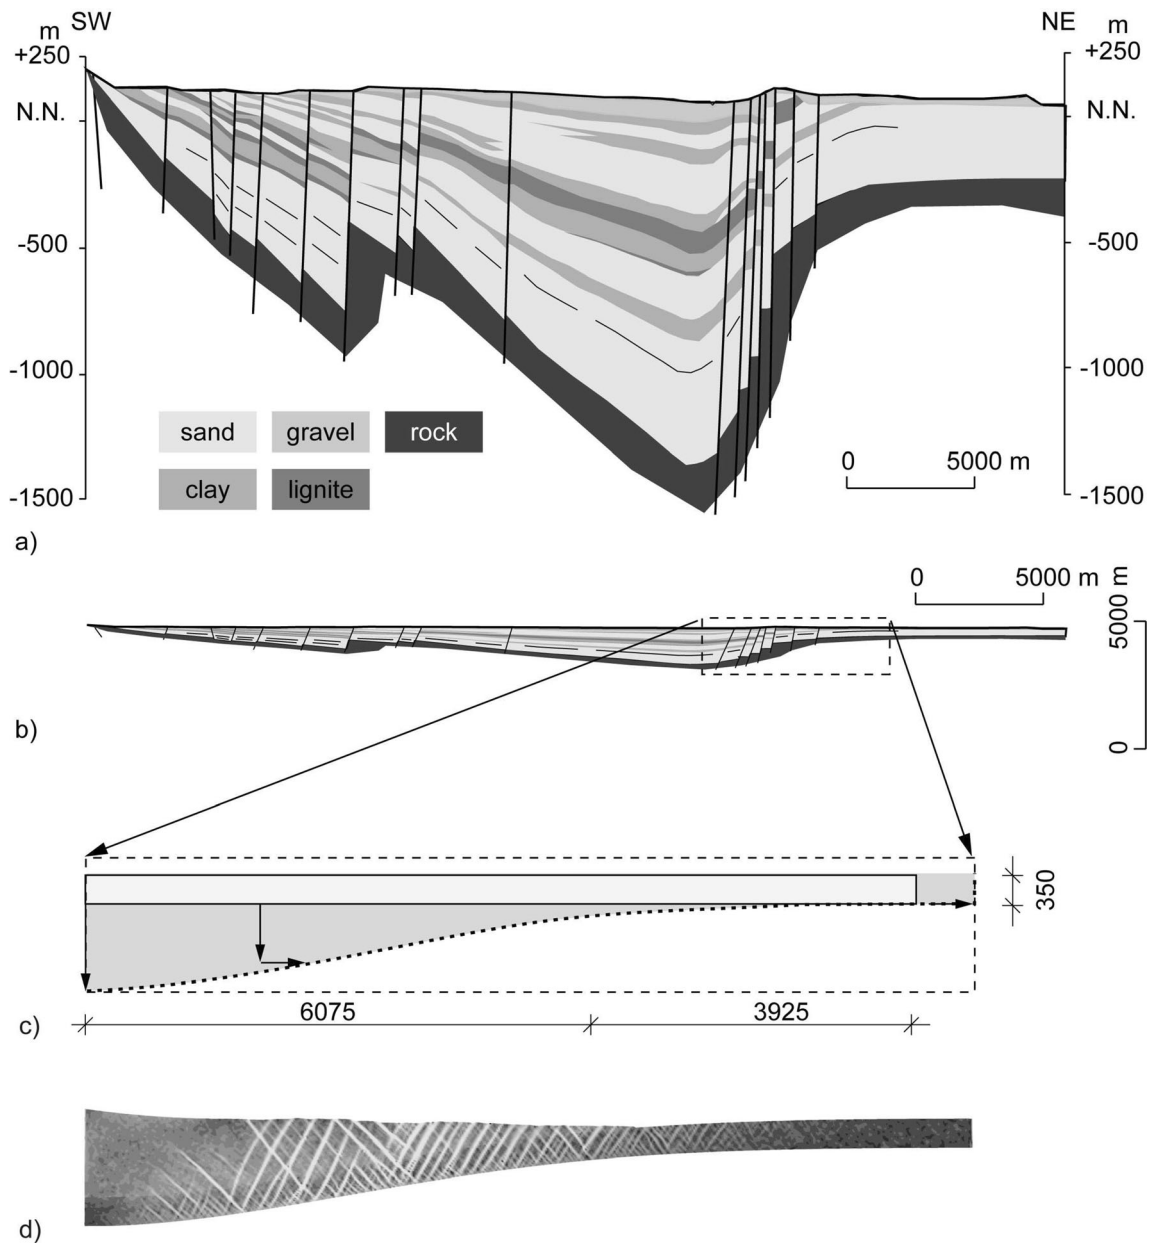 m SW NE m
+250 +250
N.N. N.N.
-500 -500
-1000 -1000
-1500 -1500
sand gravel rock
clay lignite
0 5000 m
a)
0 5000 m
0 5000 m
b)
350
6075 3925
c)
d)